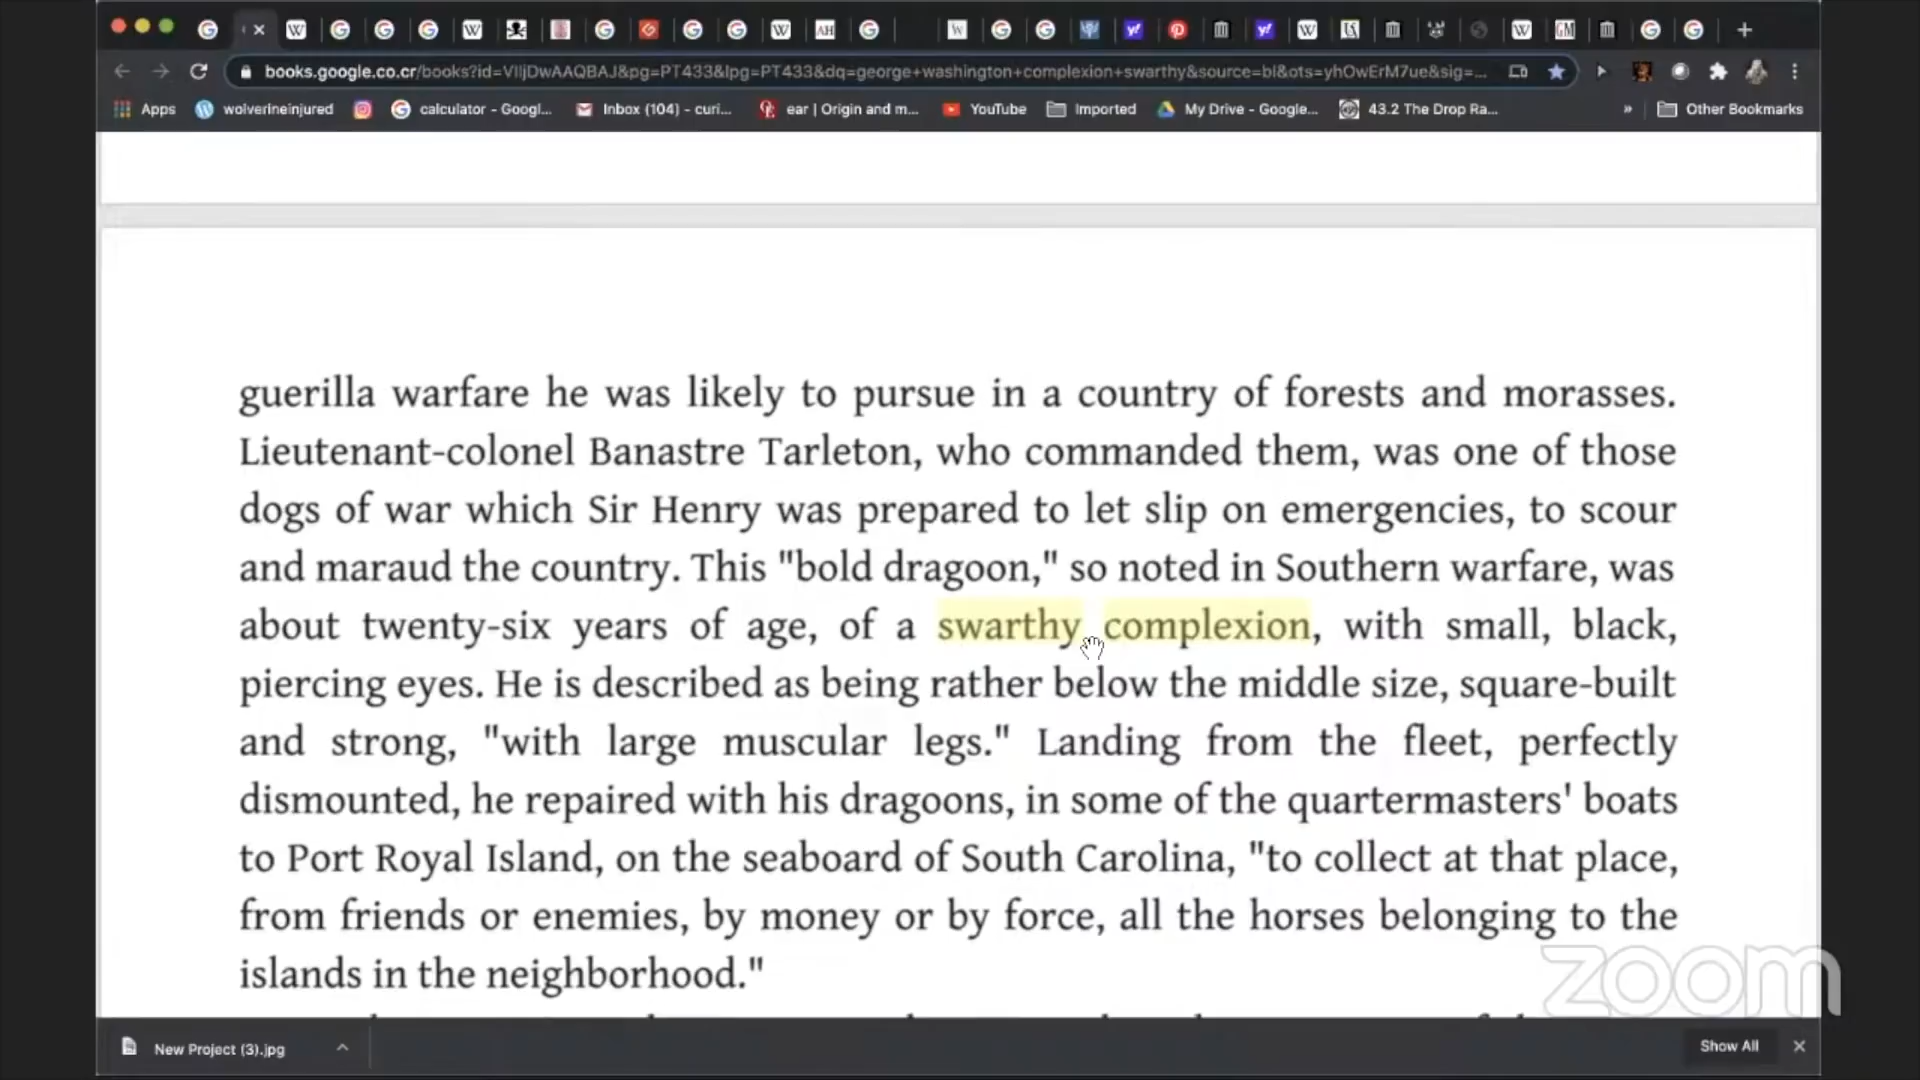 books.google.co.cr/books?id=VIIjDwAAQBAJ&pg=PT433&lpg=PT433&dq=george+washington+complexion+swarthy&source=bl&ots=yhOwErM7ue&sig=...
Apps wolverineinjured calculator - Googl... Inbox (104) - curi... ear | Origin and m... YouTube Imported My Drive - Google... 43.2 The Drop Ra... » Other Bookmarks
guerilla warfare he was likely to pursue in a country of forests and morasses.
Lieutenant-colonel Banastre Tarleton, who commanded them, was one of those
dogs of war which Sir Henry was prepared to let slip on emergencies, to scour
and maraud the country. This "bold dragoon," so noted in Southern warfare, was
about twenty-six years of age, of a swarthy complexion, with small, black,
piercing eyes. He is described as being rather below the middle size, square-built
and strong, "with large muscular legs." Landing from the fleet, perfectly
dismounted, he repaired with his dragoons, in some of the quartermasters' boats
to Port Royal Island, on the seaboard of South Carolina, "to collect at that place,
from friends or enemies, by money or by force, all the horses belonging to the
islands in the neighborhood."
zoom
New Project (3).jpg Show All